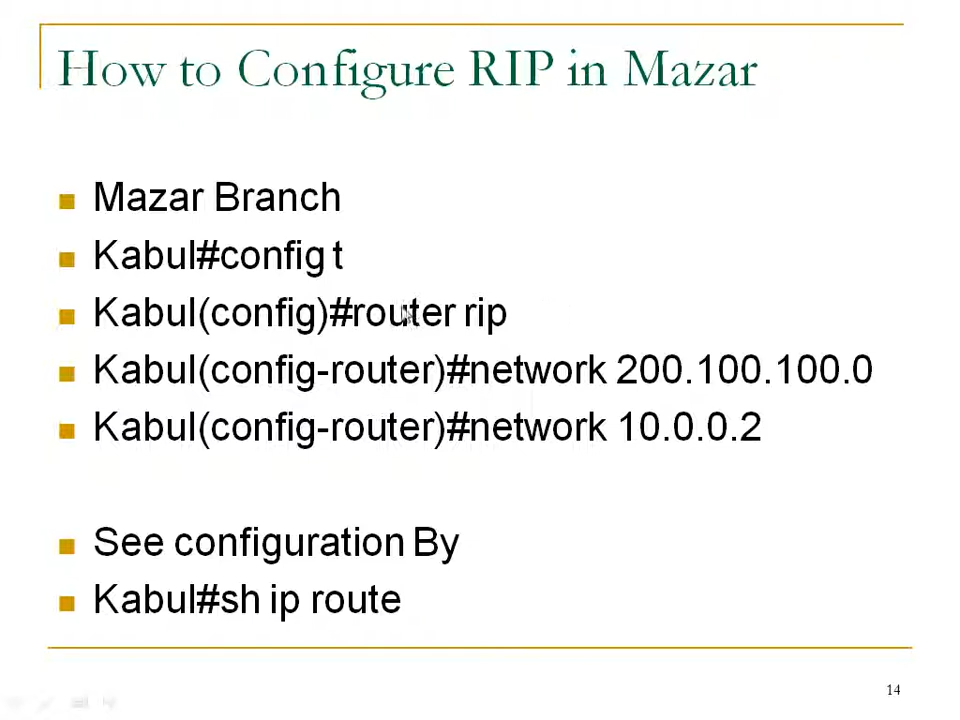 How to Configure RIP in Mazar
Mazar Branch
Kabul#config t
Kabul(config)#router rip
Kabul(config-router)#network 200.100.100.0
Kabul(config-router)#network 10.0.0.2
See configuration By
Kabul#sh ip route
14